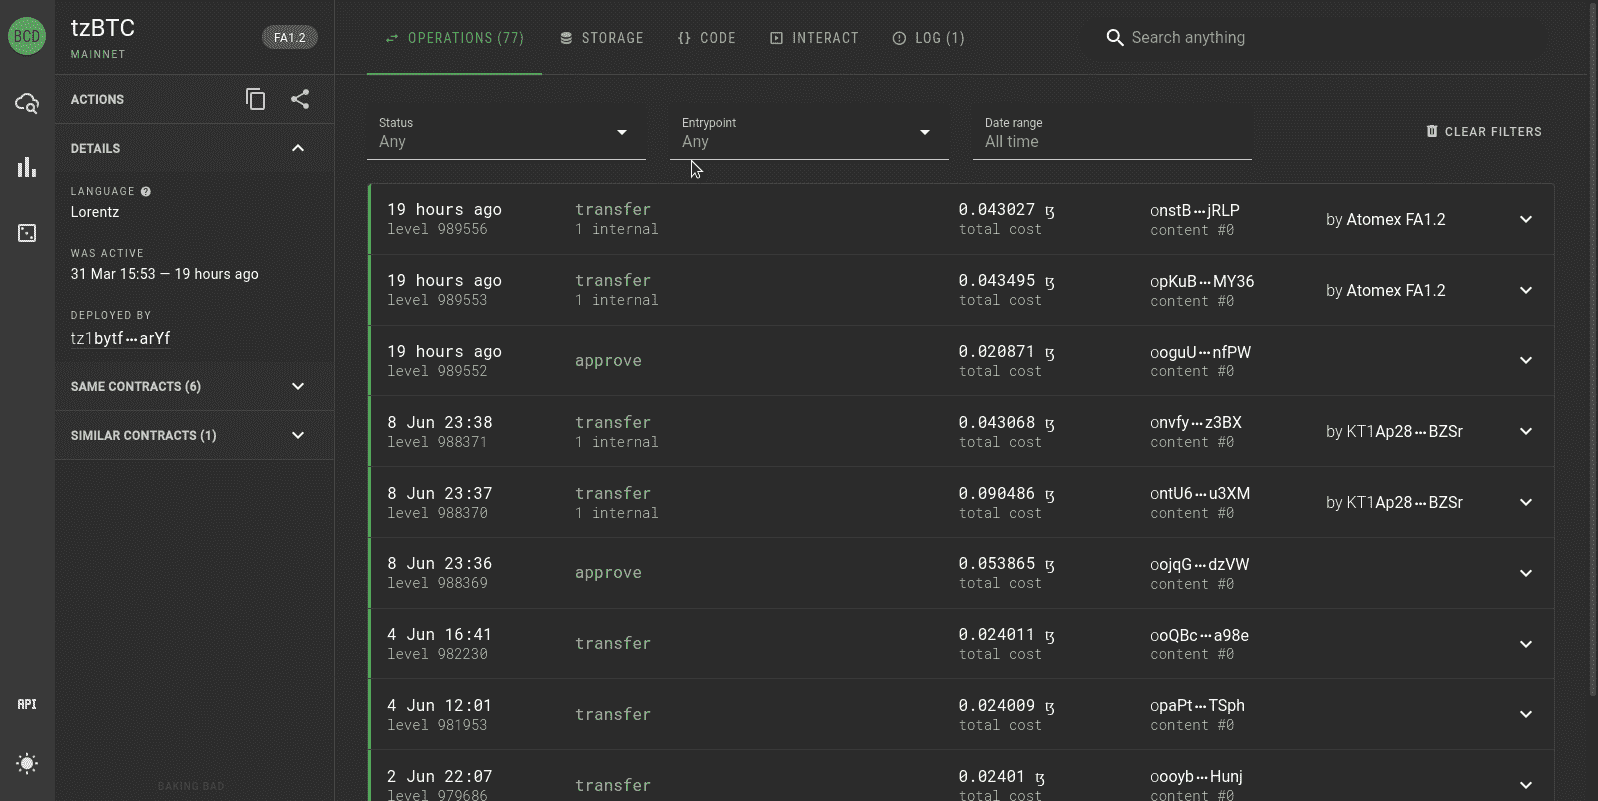 BCD
tzBTC
MAINNET
FA1.2
OPERATIONS (77)
STORAGE
{} CODE
INTERACT
LOG (1)
Search anything
ACTIONS
DETAILS
LANGUAGE ?
Lorentz
WAS ACTIVE
31 Mar 15:53 — 19 hours ago
DEPLOYED BY
tz1bytf•••arYf
SAME CONTRACTS (6)
SIMILAR CONTRACTS (1)
API
BAKING BAD
Status
Any
Entrypoint
Any
Date range
All time
CLEAR FILTERS
19 hours ago transfer 0.043027 ꜩ onstB•••jRLP by Atomex FA1.2
level 989556 1 internal total cost content #0
19 hours ago transfer 0.043495 ꜩ opKuB•••MY36 by Atomex FA1.2
level 989553 1 internal total cost content #0
19 hours ago approve 0.020871 ꜩ ooguU•••nfPW
level 989552 total cost content #0
8 Jun 23:38 transfer 0.043068 ꜩ onvfy•••z3BX by KT1Ap28•••BZSr
level 988371 1 internal total cost content #0
8 Jun 23:37 transfer 0.090486 ꜩ ontU6•••u3XM by KT1Ap28•••BZSr
level 988370 1 internal total cost content #0
8 Jun 23:36 approve 0.053865 ꜩ oojqG•••dzVW
level 988369 total cost content #0
4 Jun 16:41 transfer 0.024011 ꜩ ooQBc•••a98e
level 982230 total cost content #0
4 Jun 12:01 transfer 0.024009 ꜩ opaPt•••TSph
level 981953 total cost content #0
2 Jun 22:07 transfer 0.02401 ꜩ oooyb•••Hunj
level 979686 total cost content #0